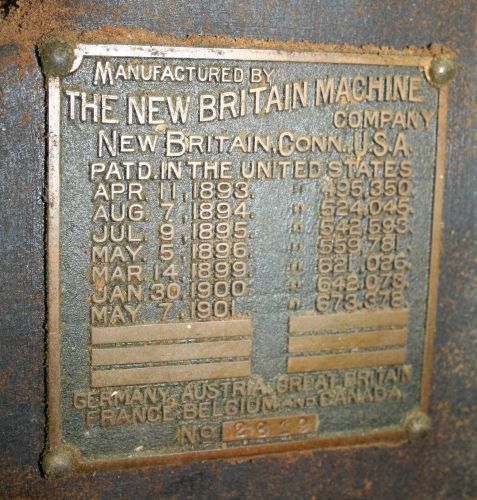 MANUFACTURED BY
THE NEW BRITAIN MACHINE
COMPANY
NEW BRITAIN, CONN., U.S.A.
PATD. IN THE UNITED STATES
APR. 11, 1893. " 495,350.
AUG. 7, 1894. " 524,045.
JUL. 9, 1895. " 542,593.
MAY. 5, 1896. " 559,781.
MAR. 14, 1899. " 621,026.
JAN. 30, 1900. " 642,073.
MAY 7, 1901. " 673,378.
GERMANY, AUSTRIA, GREAT BRITAIN
FRANCE, BELGIUM, AND CANADA.
NO.